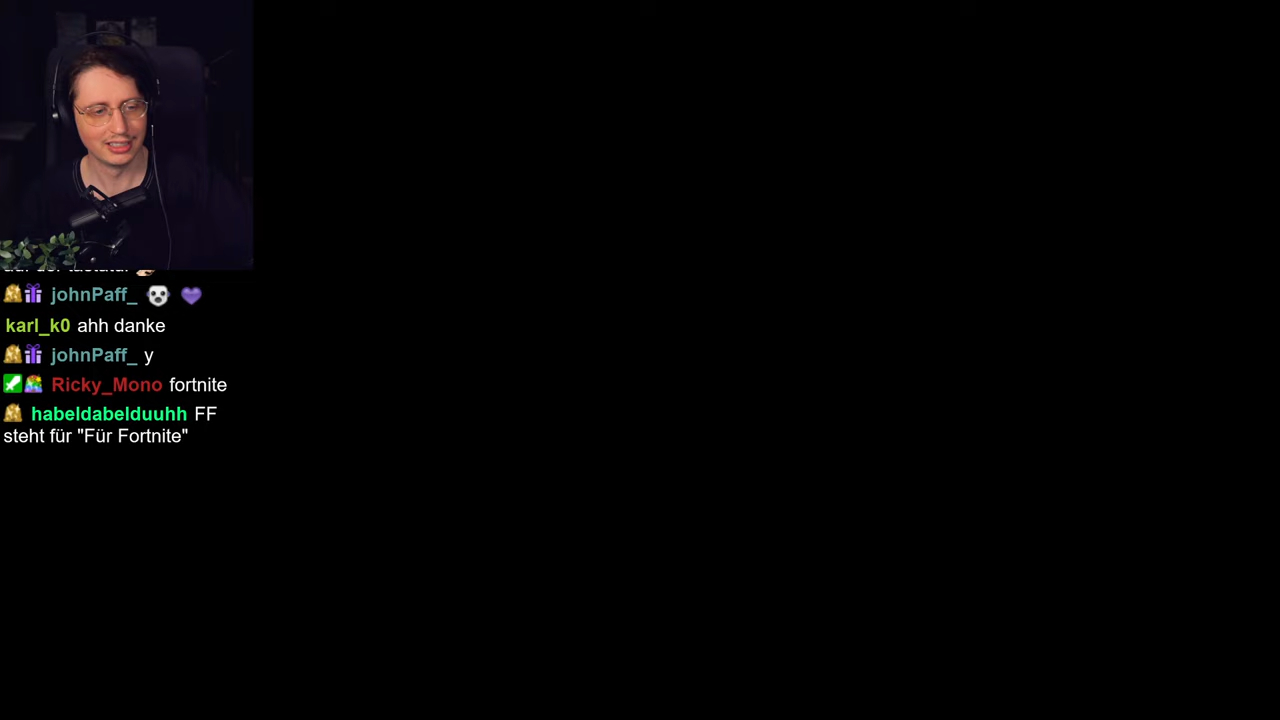 johnPaff_
karl_k0 ahh danke
johnPaff_ y
Ricky_Mono fortnite
habeldabelduuhh FF
steht für "Für Fortnite"